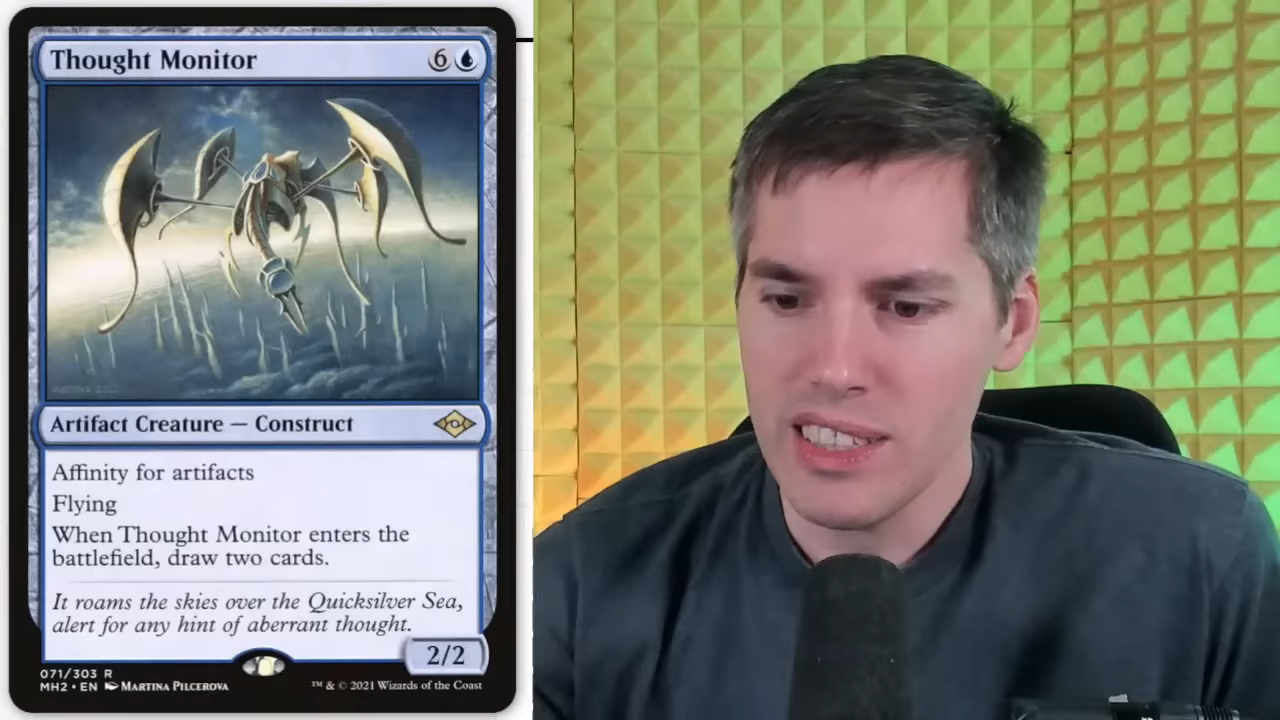 Thought Monitor 6
Artifact Creature — Construct
Affinity for artifacts
Flying
When Thought Monitor enters the
battlefield, draw two cards.
It roams the skies over the Quicksilver Sea,
alert for any hint of aberrant thought.
2/2
071/303 R
MH2 • EN Martina Pilcerova
™ & © 2021 Wizards of the Coast